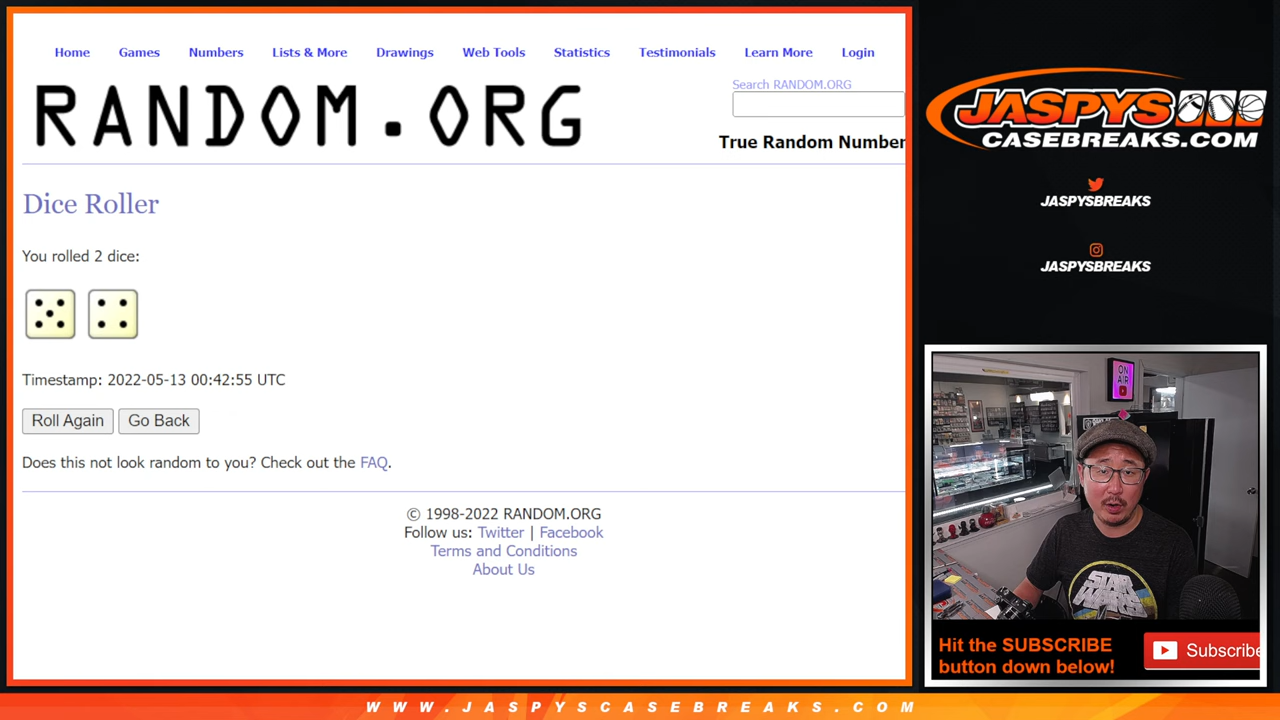 Home Games Numbers Lists & More Drawings Web Tools Statistics Testimonials Learn More Login
RANDOM.ORG
Search RANDOM.ORG
True Random Number
Dice Roller
You rolled 2 dice:
Timestamp: 2022-05-13 00:42:55 UTC
Roll Again Go Back
Does this not look random to you? Check out the FAQ.
© 1998-2022 RANDOM.ORG
Follow us: Twitter | Facebook
Terms and Conditions
About Us
JASPYS
CASEBREAKS.COM
JASPYSBREAKS
JASPYSBREAKS
ON
AIR
STAR
WARS
Hit the SUBSCRIBE
button down below!
Subscribe
WWW.JASPYSCASEBREAKS.COM